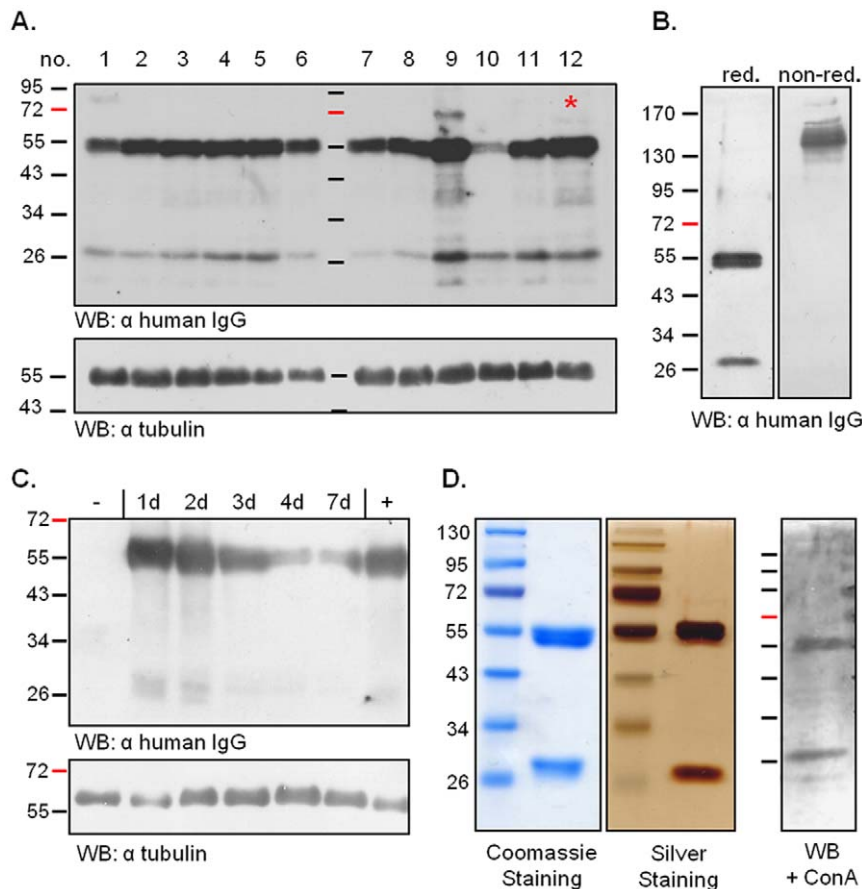 A.
no. 1 2 3 4 5 6 7 8 9 10 11 12
95
72
*
55
43
34
26
WB: α human IgG
55
43
WB: α tubulin
B.
red. non-red.
170
130
95
72
55
43
34
26
WB: α human IgG
C.
- 1d 2d 3d 4d 7d +
72
55
43
34
26
WB: α human IgG
72
55
WB: α tubulin
D.
130
95
72
55
43
34
26
Coomassie Staining
Silver Staining
WB + ConA